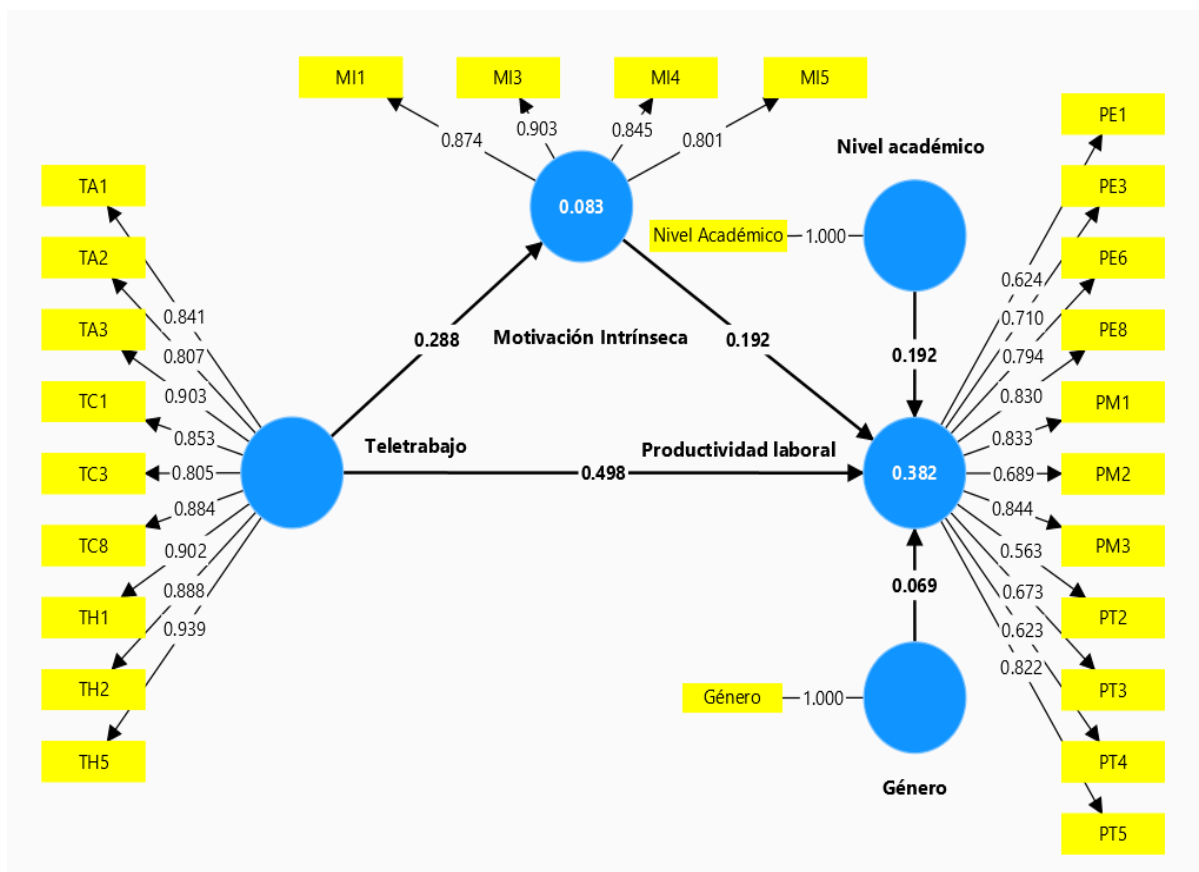 MI1
MI3
MI4
MI5
0.874
0.903
0.845
0.801
0.083
Motivación Intrínseca
Nivel académico
Nivel Académico
1.000
TA1
TA2
TA3
TC1
TC3
TC8
TH1
TH2
TH5
0.841
0.807
0.903
0.853
0.805
0.884
0.902
0.888
0.939
Teletrabajo
0.288
0.192
0.192
0.498
0.069
Productividad laboral
0.382
Género
1.000
Género
0.624
0.710
0.794
0.830
0.833
0.689
0.844
0.563
0.673
0.623
0.822
PE1
PE3
PE6
PE8
PM1
PM2
PM3
PT2
PT3
PT4
PT5